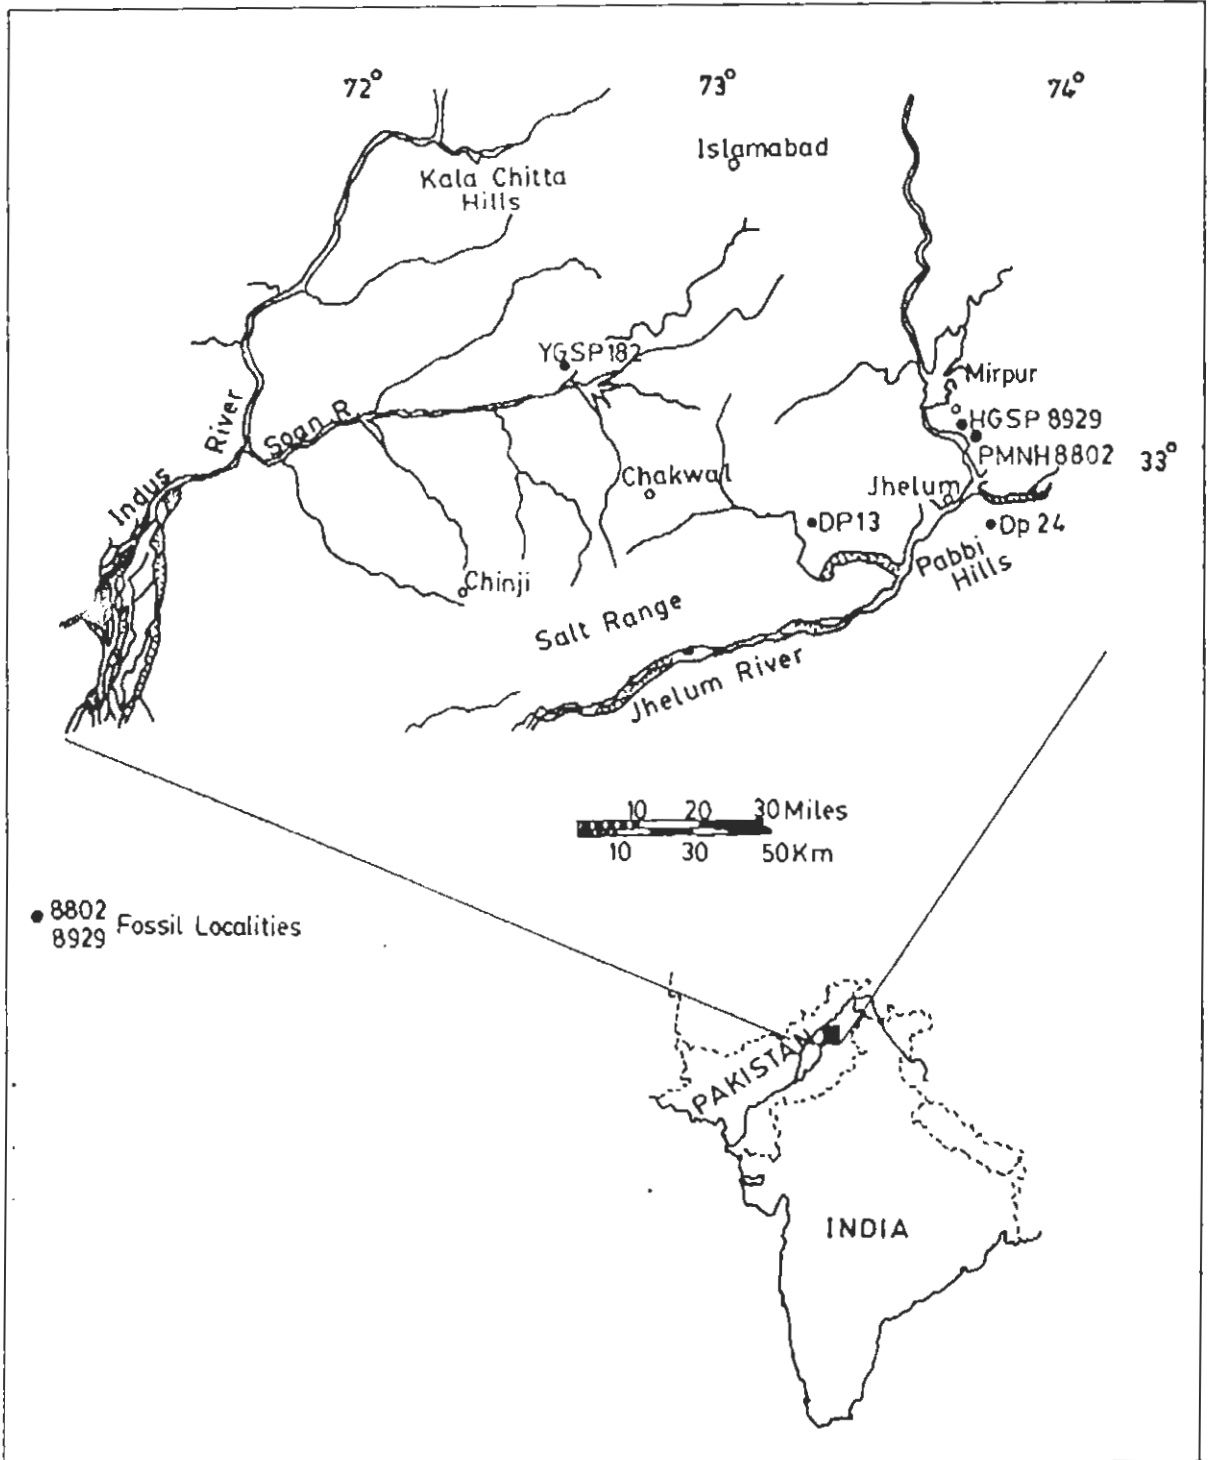 72° 73° 74°
Islamabad
Kala Chitta
Hills
YGSP 182
Mirpur
HGSP 8929
PMNH 8802 33°
River
Soan R.
Indus
Chakwal
Jhelum
DP13
Dp 24
Pabbi
Hills
Chinji
Salt Range
Jhelum River
10 20 30 Miles
10 30 50 Km
8802
8929 Fossil Localities
PAKISTAN
INDIA